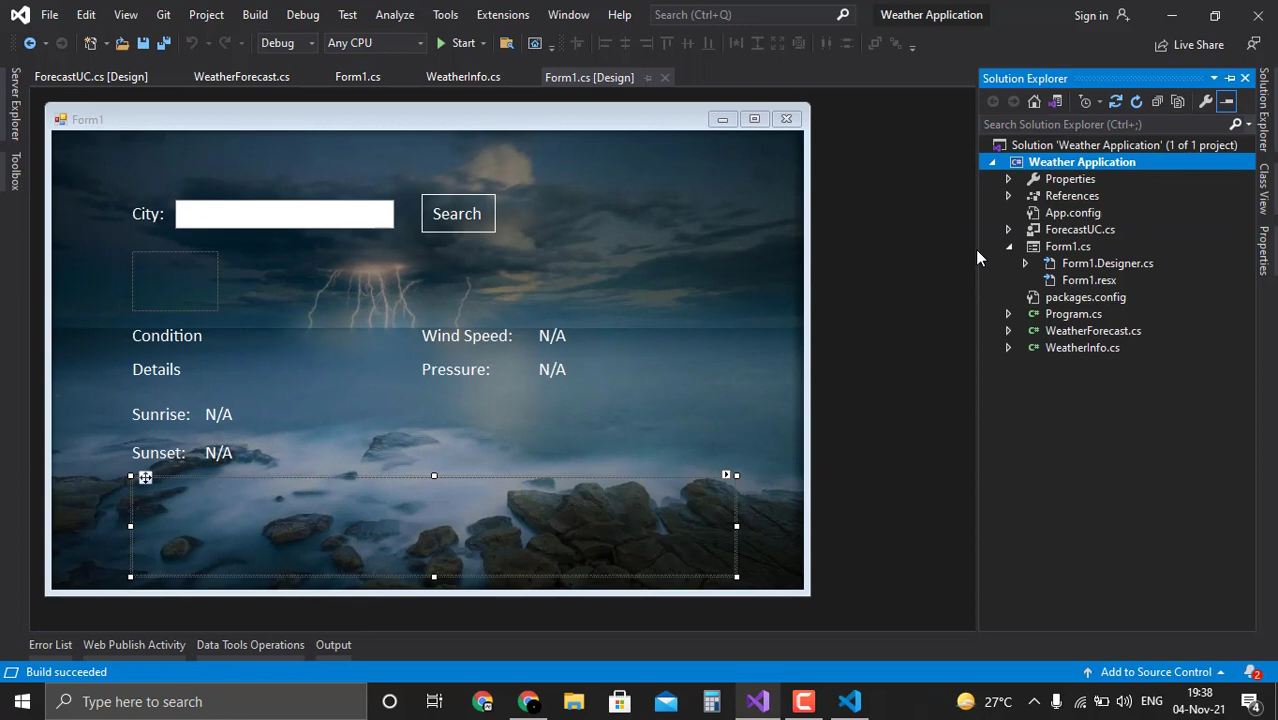 File Edit View Git Project Build Debug Test Analyze Tools Extensions Window Help Search (Ctrl+Q) Weather Application Sign in
Debug Any CPU Start Live Share
ForecastUC.cs [Design] WeatherForecast.cs Form1.cs WeatherInfo.cs Form1.cs [Design]
Server Explorer
Toolbox
Form1
City: Search
Condition
Wind Speed: N/A
Details
Pressure: N/A
Sunrise: N/A
Sunset: N/A
Solution Explorer
Search Solution Explorer (Ctrl+;)
Solution 'Weather Application' (1 of 1 project)
Weather Application
Properties
References
App.config
ForecastUC.cs
Form1.cs
Form1.Designer.cs
Form1.resx
packages.config
Program.cs
WeatherForecast.cs
WeatherInfo.cs
Solution Explorer
Class View
Properties
Error List Web Publish Activity Data Tools Operations Output
Build succeeded
Add to Source Control
2
Type here to search
27°C
ENG
19:38
04-Nov-21
4